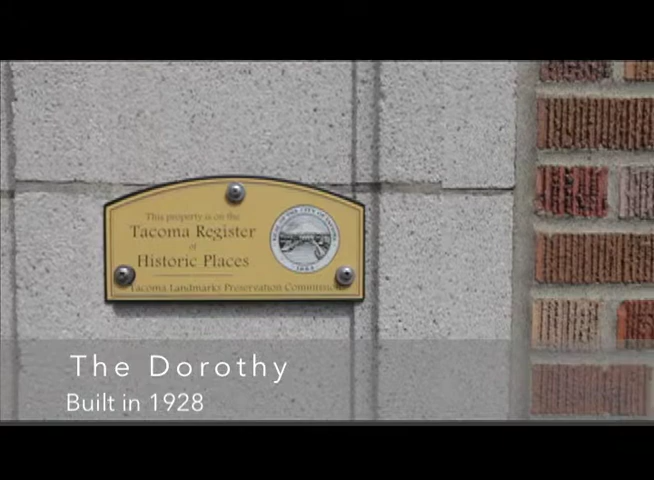 This property is on the
Tacoma Register
of
Historic Places
Tacoma Landmarks Preservation Commission
The Dorothy
Built in 1928